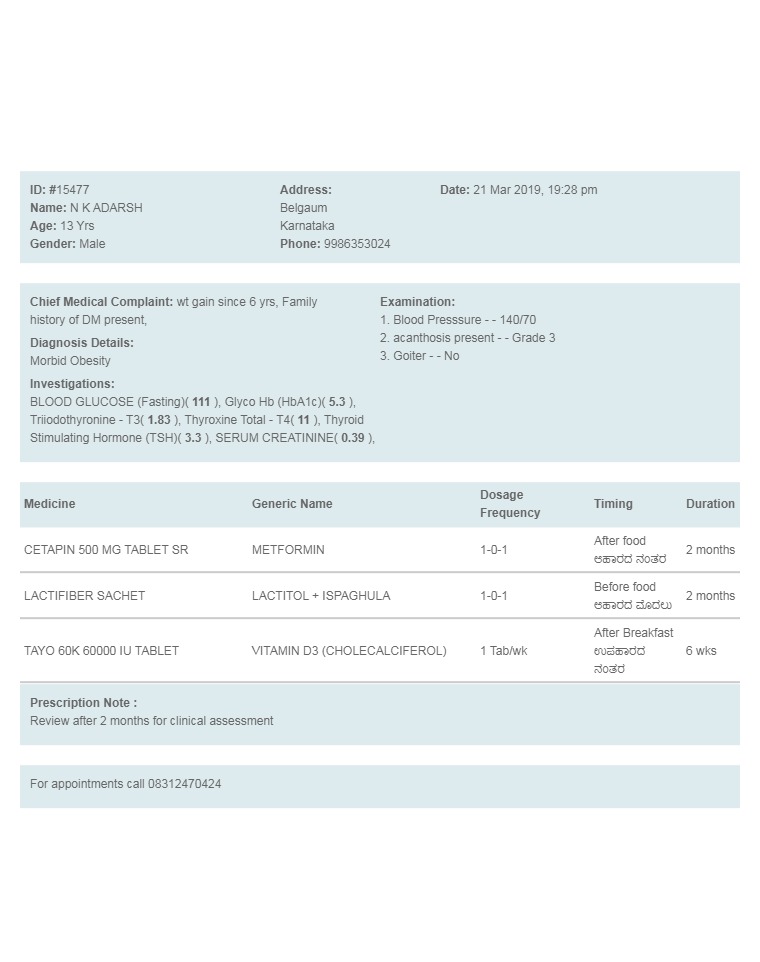 ID: #15477
Name: N K ADARSH
Age: 13 Yrs
Gender: Male
Address:
Belgaum
Karnataka
Phone: 9986353024
Date: 21 Mar 2019, 19:28 pm
Chief Medical Complaint: wt gain since 6 yrs, Family
history of DM present,
Diagnosis Details:
Morbid Obesity
Investigations:
BLOOD GLUCOSE (Fasting)( 111 ), Glyco Hb (HbA1c)( 5.3 ),
Triiodothyronine - T3( 1.83 ), Thyroxine Total - T4( 11 ), Thyroid
Stimulating Hormone (TSH)( 3.3 ), SERUM CREATININE( 0.39 ),
Examination:
1. Blood Presssure - - 140/70
2. acanthosis present - - Grade 3
3. Goiter - - No
Medicine Generic Name Dosage Frequency Timing Duration
CETAPIN 500 MG TABLET SR METFORMIN 1-0-1 After food 2 months
ಆಹಾರದ ನಂತರ
LACTIFIBER SACHET LACTITOL + ISPAGHULA 1-0-1 Before food 2 months
ಆಹಾರದ ಮೊದಲು
TAYO 60K 60000 IU TABLET VITAMIN D3 (CHOLECALCIFEROL) 1 Tab/wk After Breakfast 6 wks
ಉಪಹಾರದ
ನಂತರ
Prescription Note :
Review after 2 months for clinical assessment
For appointments call 08312470424